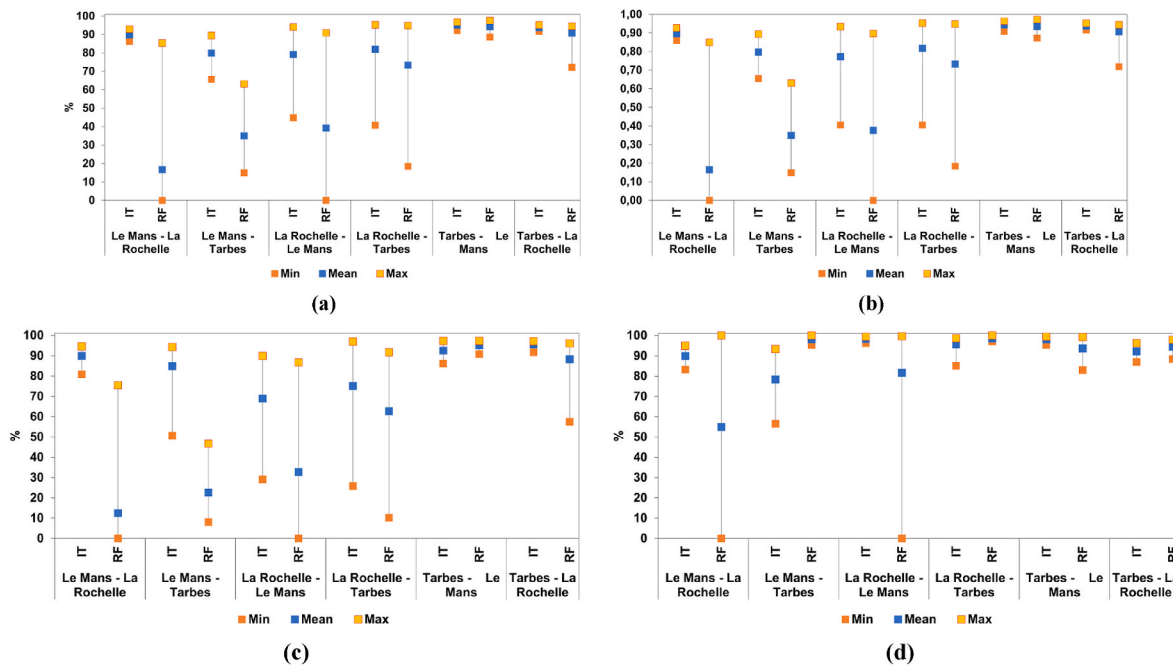 100
90
80
70
60
50
40
30
20
10
0
%
IT RF IT RF IT RF IT RF IT RF IT RF
Le Mans - La Rochelle
Le Mans - Tarbes
La Rochelle - Le Mans
La Rochelle - Tarbes
Tarbes - Le Mans
Tarbes - La Rochelle
Min Mean Max
(a)
1,00
0,90
0,80
0,70
0,60
0,50
0,40
0,30
0,20
0,10
0,00
IT RF IT RF IT RF IT RF IT RF IT RF
Le Mans - La Rochelle
Le Mans - Tarbes
La Rochelle - Le Mans
La Rochelle - Tarbes
Tarbes - Le Mans
Tarbes - La Rochelle
Min Mean Max
(b)
100
90
80
70
60
50
40
30
20
10
0
%
IT RF IT RF IT RF IT RF IT RF IT RF
Le Mans - La Rochelle
Le Mans - Tarbes
La Rochelle - Le Mans
La Rochelle - Tarbes
Tarbes - Le Mans
Tarbes - La Rochelle
Min Mean Max
(c)
100
90
80
70
60
50
40
30
20
10
0
%
IT RF IT RF IT RF IT RF IT RF IT RF
Le Mans - La Rochelle
Le Mans - Tarbes
La Rochelle - Le Mans
La Rochelle - Tarbes
Tarbes - Le Mans
Tarbes - La Rochelle
Min Mean Max
(d)